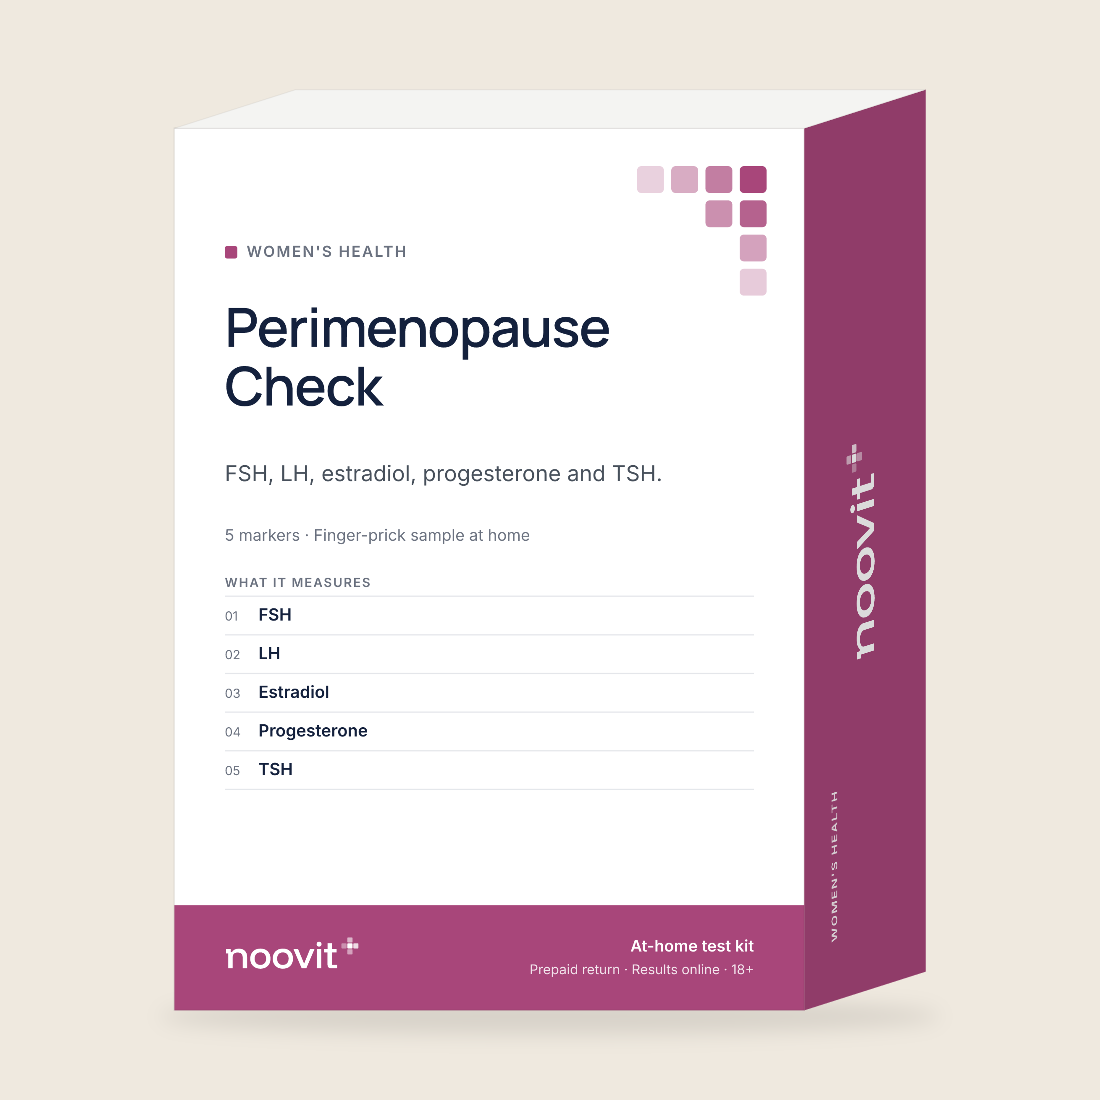 WOMEN'S HEALTH
Perimenopause
Check
FSH, LH, estradiol, progesterone and TSH.
5 markers · Finger-prick sample at home
WHAT IT MEASURES
01 FSH
02 LH
03 Estradiol
04 Progesterone
05 TSH
noovit
At-home test kit
Prepaid return · Results online · 18+
noovit
WOMEN'S HEALTH